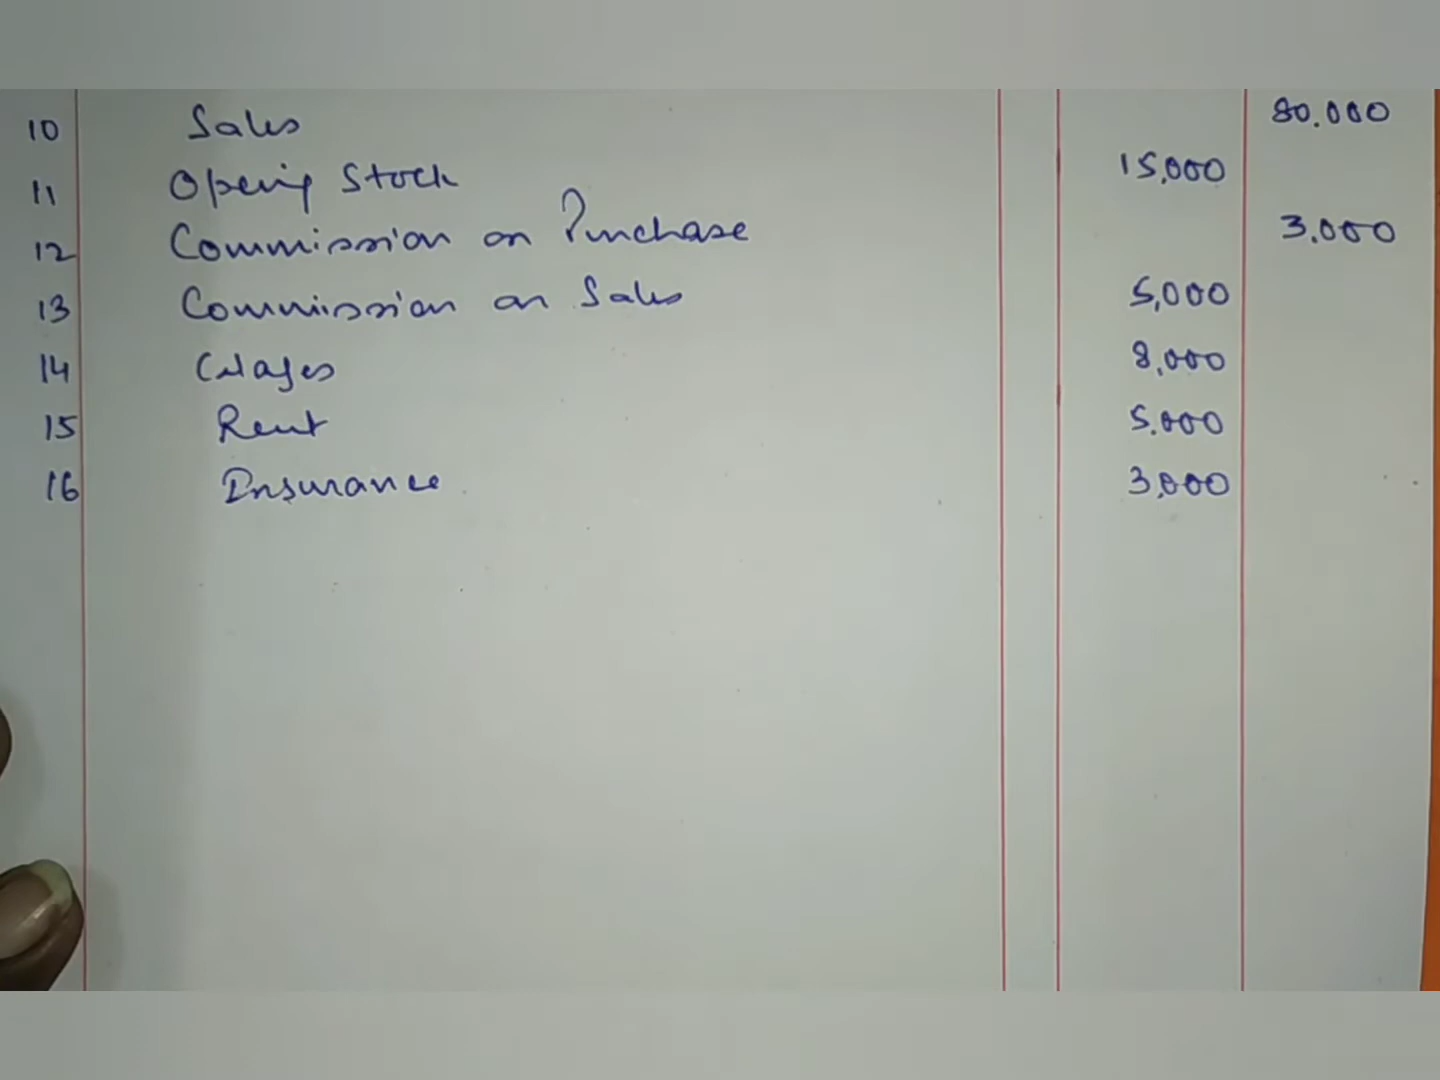 10 Sales 80.000
11 Opening Stock 15,000
12 Commission on Purchase 3.000
13 Commission on Sales 5,000
14 Wages 8,000
15 Rent 5.000
16 Insurance 3,000